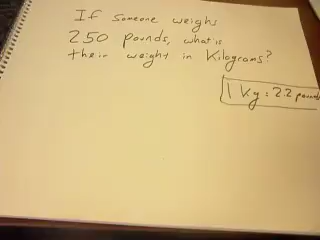 If someone weighs
250 pounds, what is
their weight in Kilograms?
1 Kg = 2.2 pounds